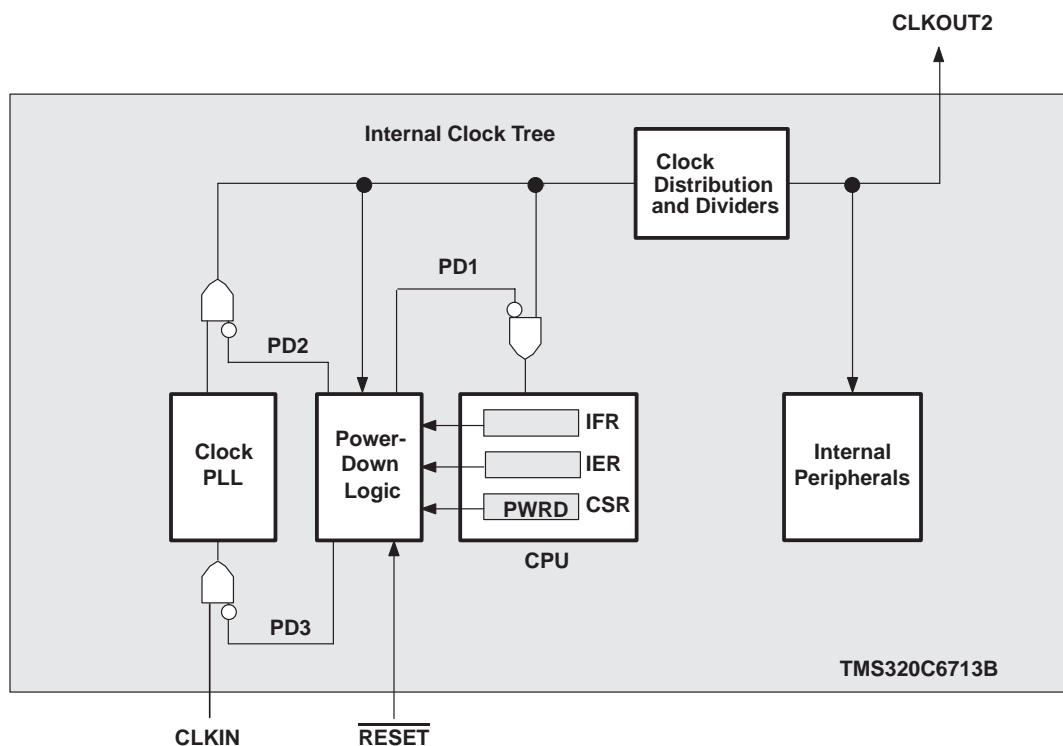 CLKOUT2
Internal Clock Tree
Clock
Distribution
and Dividers
PD1
PD2
Clock
PLL
Power-
Down
Logic
IFR
IER
PWRD
CSR
CPU
Internal
Peripherals
PD3
TMS320C6713B
CLKIN
RESET